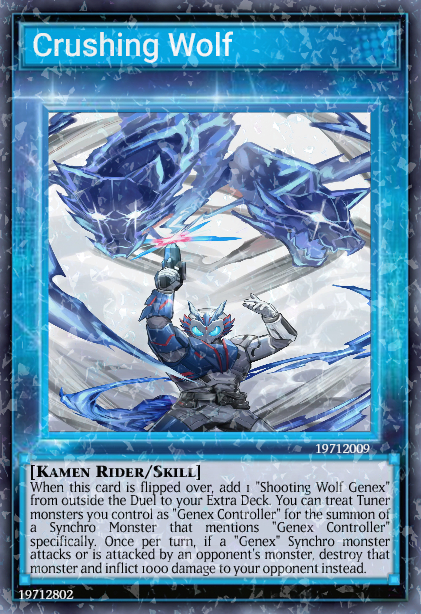 Crushing Wolf
19712009
[Kamen Rider/Skill]
When this card is flipped over, add 1 "Shooting Wolf Genex"
from outside the Duel to your Extra Deck. You can treat Tuner
monsters you control as "Genex Controller" for the summon of
a Synchro Monster that mentions "Genex Controller"
specifically. Once per turn, if a "Genex" Synchro monster
attacks or is attacked by an opponent's monster, destroy that
monster and inflict 1000 damage to your opponent instead.
19712802